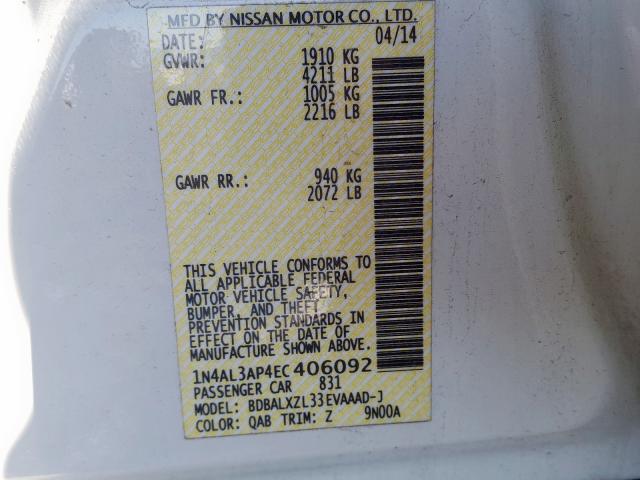 MFD BY NISSAN MOTOR CO., LTD.
DATE: 04/14
GVWR: 1910 KG
4211 LB
GAWR FR.: 1005 KG
2216 LB
GAWR RR.: 940 KG
2072 LB
THIS VEHICLE CONFORMS TO
ALL APPLICABLE FEDERAL
MOTOR VEHICLE SAFETY,
BUMPER, AND THEFT
PREVENTION STANDARDS IN
EFFECT ON THE DATE OF
MANUFACTURE SHOWN ABOVE.
1N4AL3AP4EC406092
PASSENGER CAR 831
MODEL: BDBALXZL33EVAAAD-J
COLOR: QAB TRIM: Z 9N00A